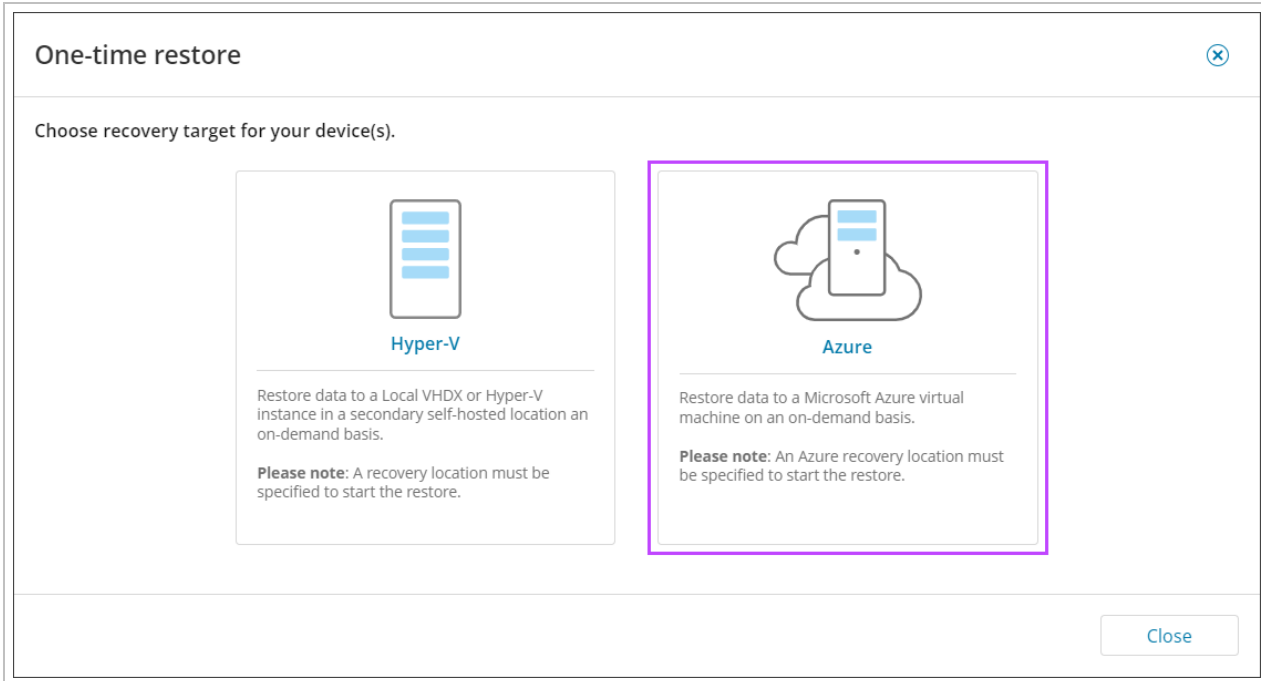 One-time restore
Choose recovery target for your device(s).
Hyper-V
Restore data to a Local VHDX or Hyper-V
instance in a secondary self-hosted location an
on-demand basis.
Please note: A recovery location must be
specified to start the restore.
Azure
Restore data to a Microsoft Azure virtual
machine on an on-demand basis.
Please note: An Azure recovery location must
be specified to start the restore.
Close